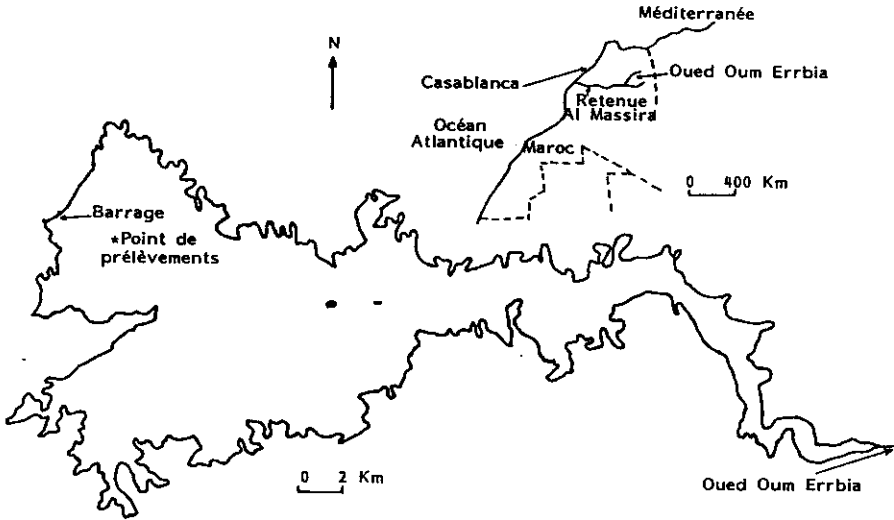 Méditerranée
N
Casablanca
Oued Oum Errbia
Retenue
Al Massira
Océan
Atlantique
Maroc
0 400 Km
Barrage
*Point de
prélèvements
0 2 Km
Oued Oum Errbia